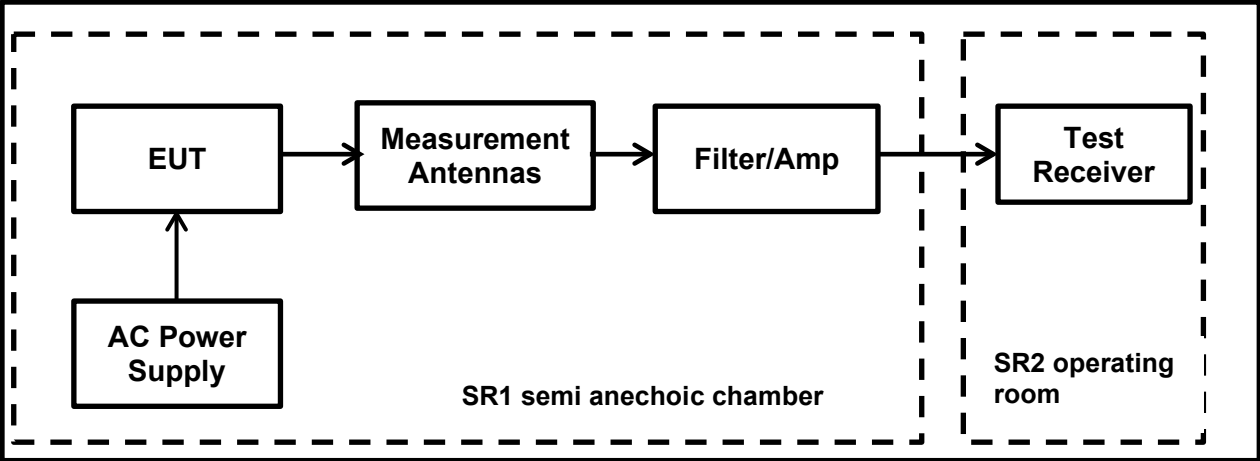 EUT
Measurement
Antennas
Filter/Amp
Test
Receiver
AC Power
Supply
SR1 semi anechoic chamber
SR2 operating
room